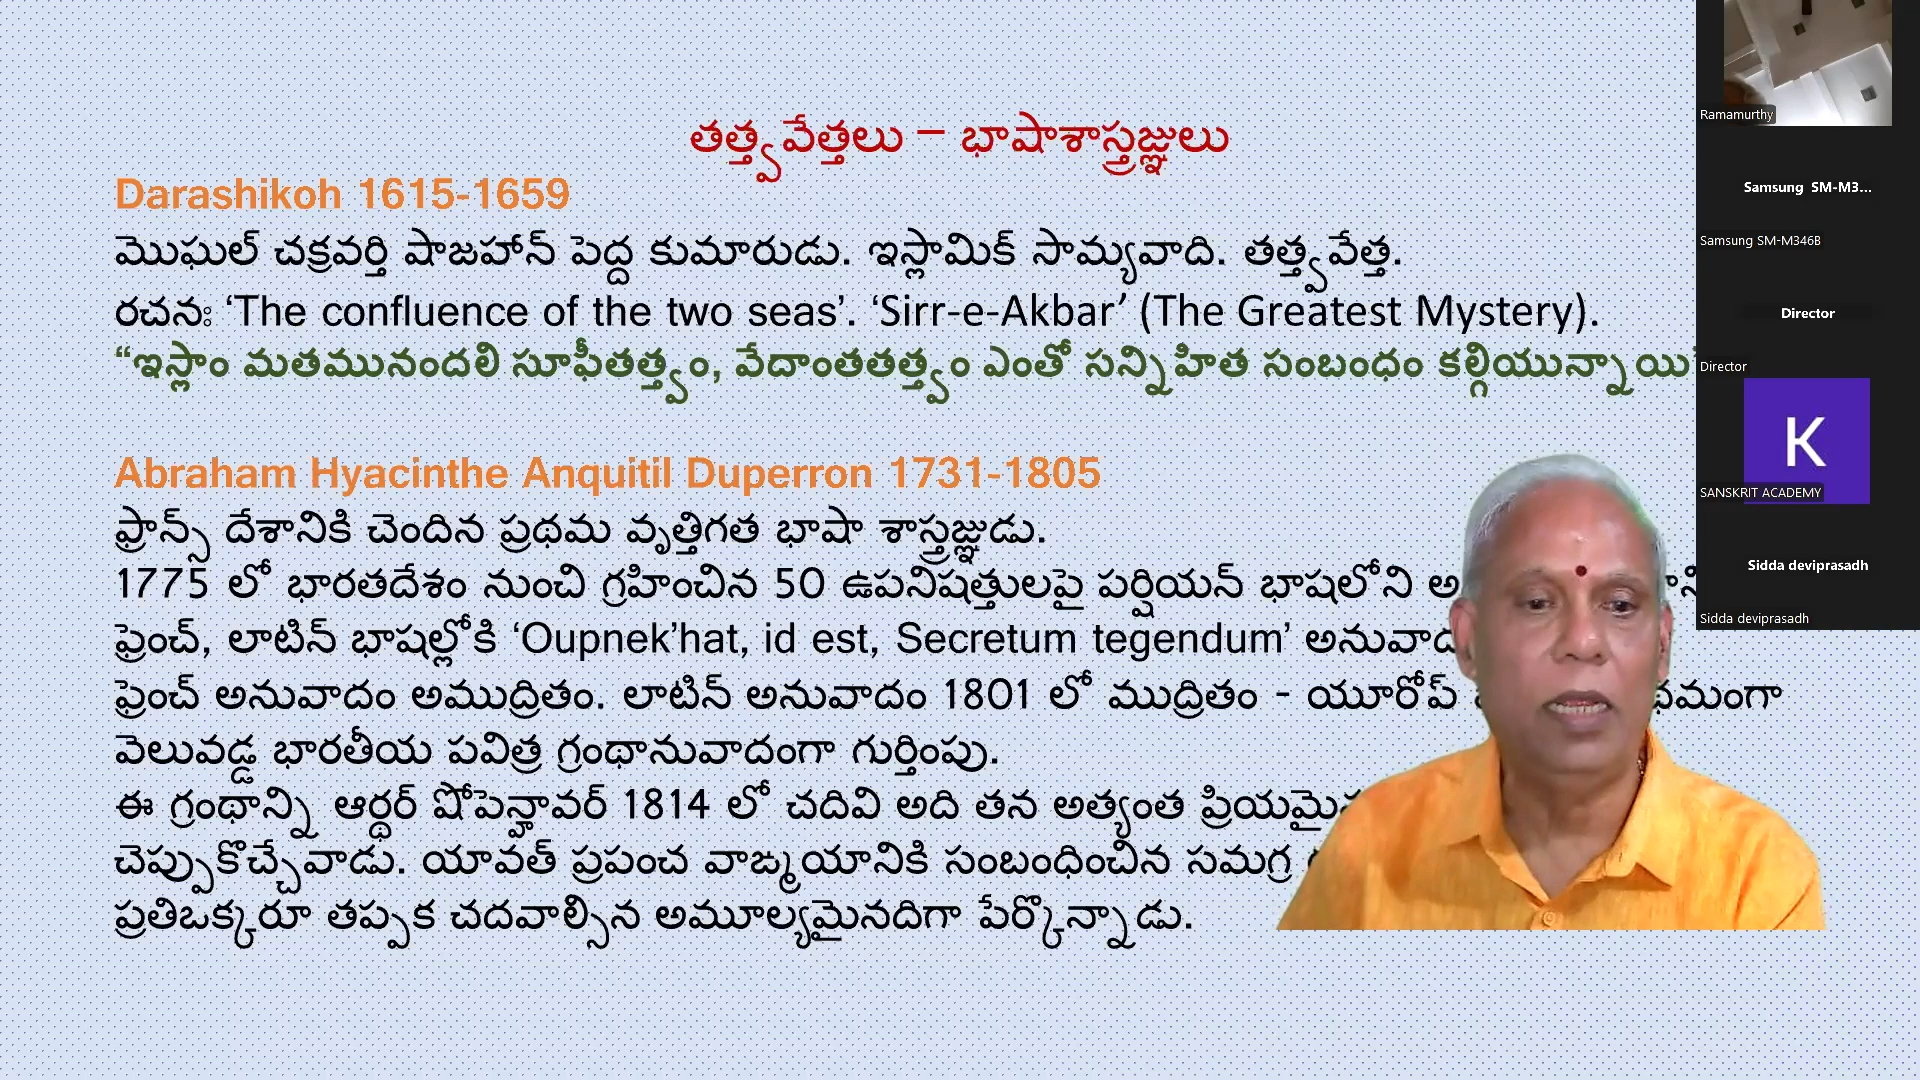 తత్త్వవేత్తలు – భాషాశాస్త్రజ్ఞులు
Darashikoh 1615-1659
మొఘల్ చక్రవర్తి షాజహాన్ పెద్ద కుమారుడు. ఇస్లామిక్ సామ్యవాది. తత్త్వవేత్త.
రచనః ‘The confluence of the two seas’. ‘Sirr-e-Akbar’ (The Greatest Mystery).
“ఇస్లాం మతమునందలి సూఫీతత్త్వం, వేదాంతతత్త్వం ఎంతో సన్నిహిత సంబంధం కల్గియున్నాయి
Abraham Hyacinthe Anquitil Duperron 1731-1805
ఫ్రాన్స్ దేశానికి చెందిన ప్రథమ వృత్తిగత భాషా శాస్త్రజ్ఞుడు.
1775 లో భారతదేశం నుంచి గ్రహించిన 50 ఉపనిషత్తులపై పర్షియన్ భాషలోని
ఫ్రెంచ్, లాటిన్ భాషల్లోకి ‘Oupnek’hat, id est, Secretum tegendum’
ఫ్రెంచ్ అనువాదం అముద్రితం. లాటిన్ అనువాదం 1801 లో ముద్రితం - యూరోప్
వెలువడ్డ భారతీయ పవిత్ర గ్రంథానువాదంగా గుర్తింపు.
ఈ గ్రంథాన్ని ఆర్థర్ షోపెన్హావర్ 1814 లో చదివి అది తన అత్యంత
చెప్పుకొచ్చేవాడు. యావత్ ప్రపంచ వాఙ్మయానికి సంబంధించిన సమగ్ర
ప్రతిఒక్కరూ తప్పక చదవాల్సిన అమూల్యమైనదిగా పేర్కొన్నాడు.
Ramamurthy
Samsung SM-M3...
Samsung SM-M346B
Director
Director
K
SANSKRIT ACADEMY
Sidda deviprasadh
Sidda deviprasadh